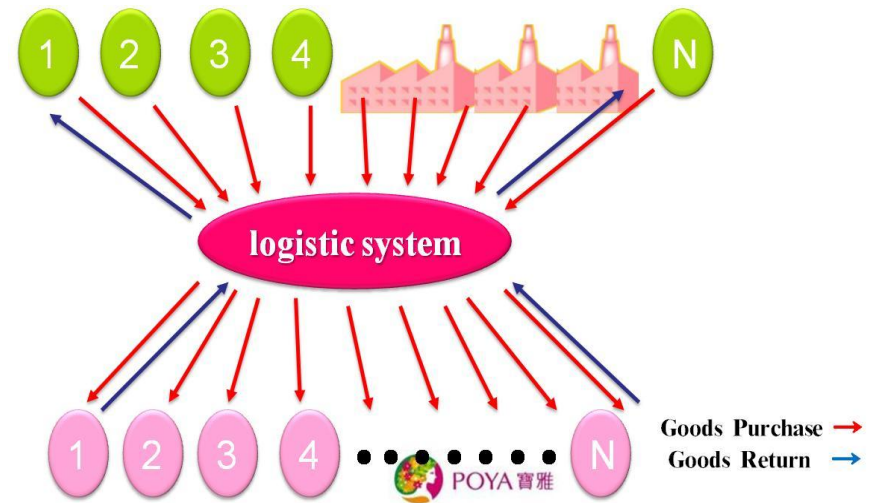 1 2 3 4 N
logistic system
1 2 3 4 N
POYA 寶雅
Goods Purchase
Goods Return